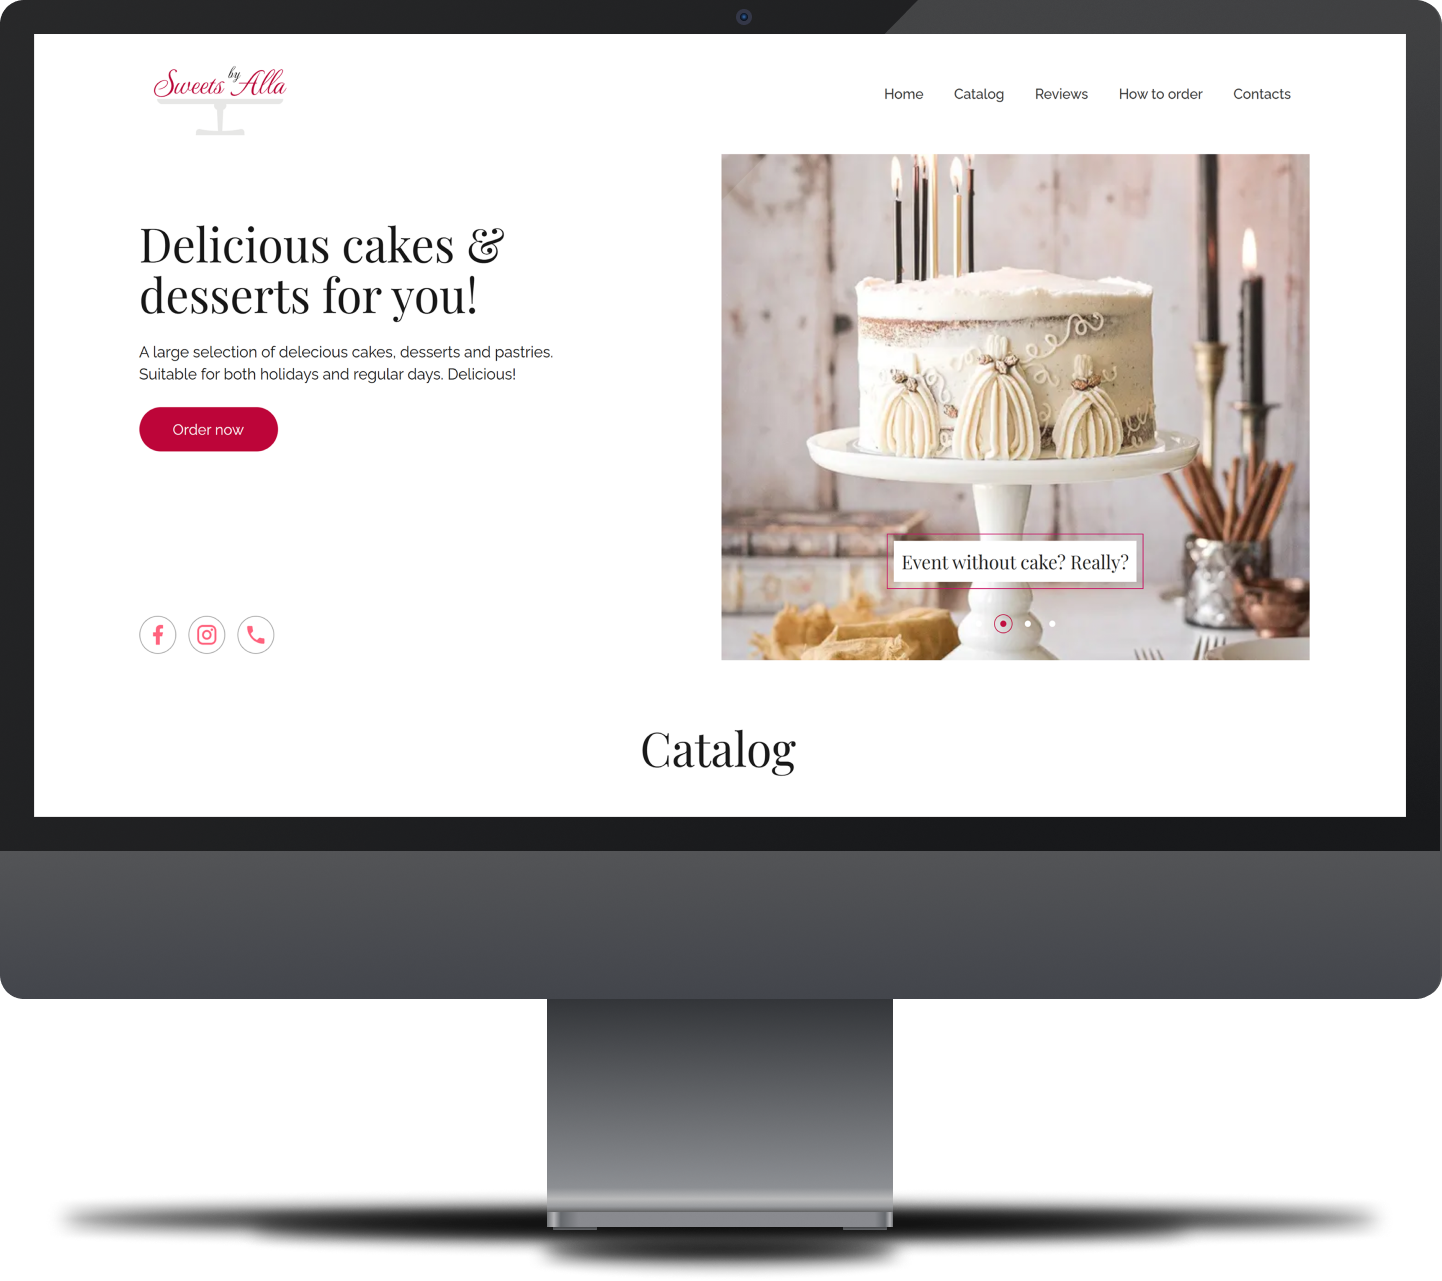 Sweets by Alla
Home Catalog Reviews How to order Contacts
Delicious cakes &
desserts for you!
A large selection of delecious cakes, desserts and pastries.
Suitable for both holidays and regular days. Delicious!
Order now
Event without cake? Really?
Catalog